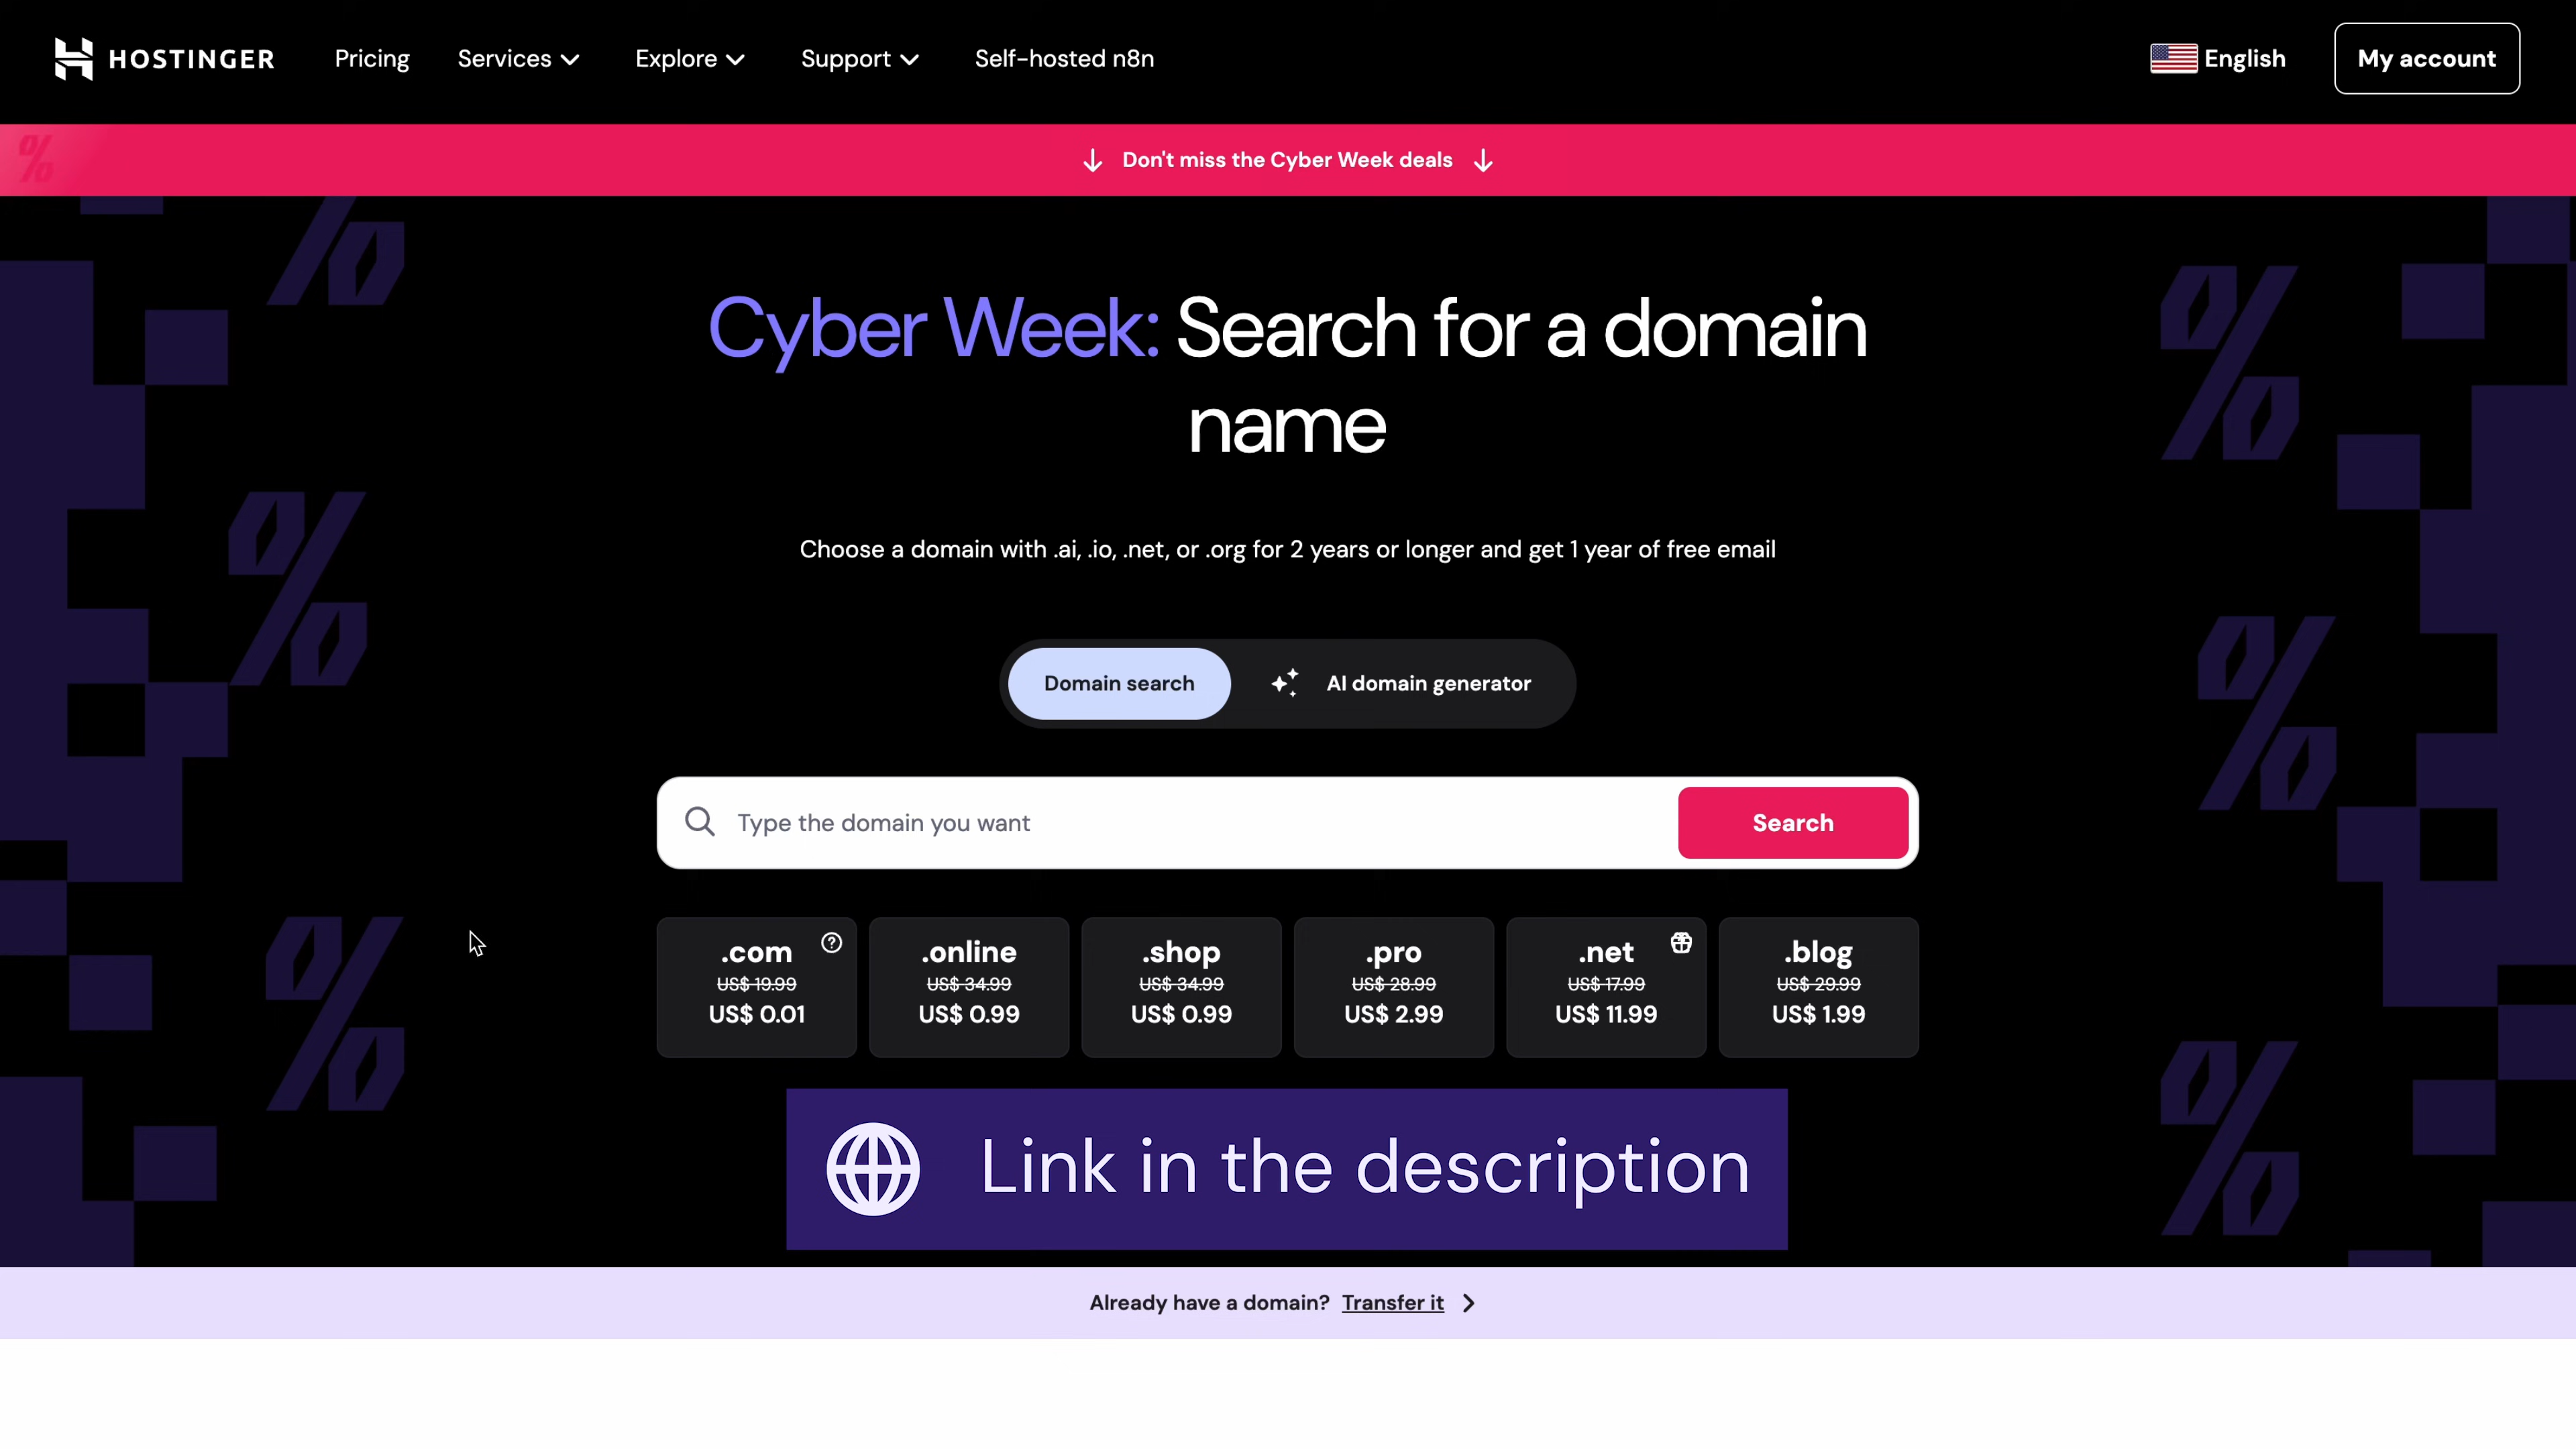 HOSTINGER
Pricing
Services
Explore
Support
Self-hosted n8n
English
My account
%
Don't miss the Cyber Week deals
Cyber Week: Search for a domain
name
Choose a domain with .ai, .io, .net, or .org for 2 years or longer and get 1 year of free email
Domain search
AI domain generator
Type the domain you want
Search
.com
US$ 19.99
US$ 0.01
.online
US$ 34.99
US$ 0.99
.shop
US$ 34.99
US$ 0.99
.pro
US$ 28.99
US$ 2.99
.net
US$ 17.99
US$ 11.99
.blog
US$ 29.99
US$ 1.99
Link in the description
Already have a domain? Transfer it